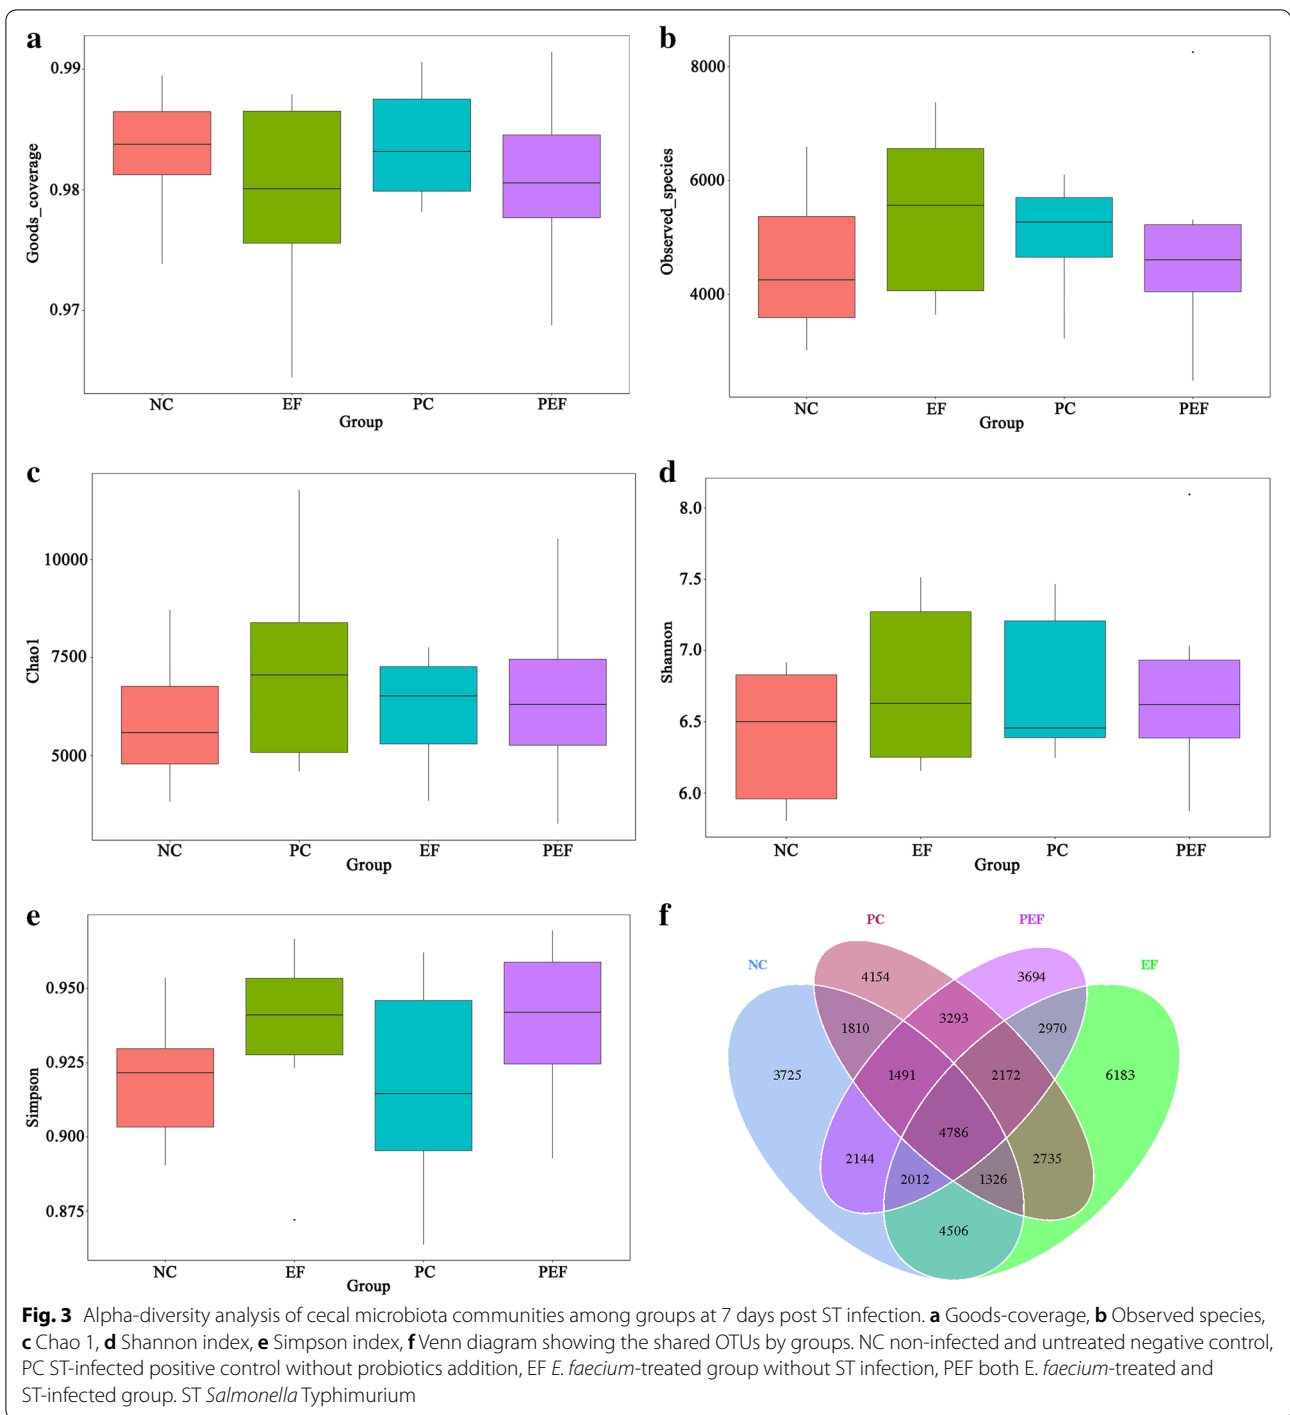 a
0.99
0.98
0.97
Goods_coverage
NC EF PC PEF
Group
b
8000
6000
4000
Observed_species
NC EF PC PEF
Group
c
10000
7500
5000
Chao1
NC PC EF PEF
Group
d
8.0
7.5
7.0
6.5
6.0
Shannon
NC EF PC PEF
Group
e
0.950
0.925
0.900
0.875
Simpson
NC EF PC PEF
Group
f
PC PEF
NC EF
4154 3694
1810 3293 2970
3725 1491 2172 6183
4786
2144 2012 1326 2735
4506
Fig. 3 Alpha-diversity analysis of cecal microbiota communities among groups at 7 days post ST infection. a Goods-coverage, b Observed species,
c Chao 1, d Shannon index, e Simpson index, f Venn diagram showing the shared OTUs by groups. NC non-infected and untreated negative control,
PC ST-infected positive control without probiotics addition, EF E. faecium-treated group without ST infection, PEF both E. faecium-treated and
ST-infected group. ST Salmonella Typhimurium